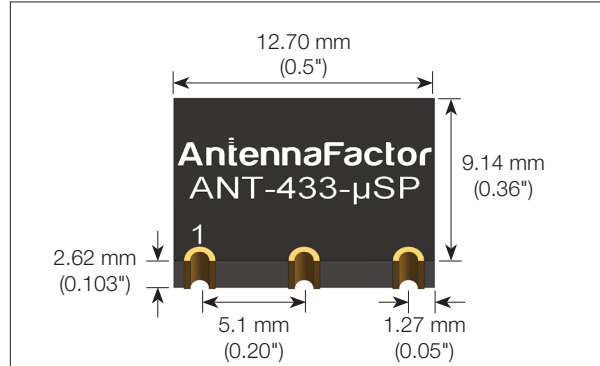 12.70 mm
(0.5")
AntennaFactor
ANT-433-µSP
9.14 mm
(0.36")
1
2.62 mm
(0.103")
5.1 mm
(0.20")
1.27 mm
(0.05")